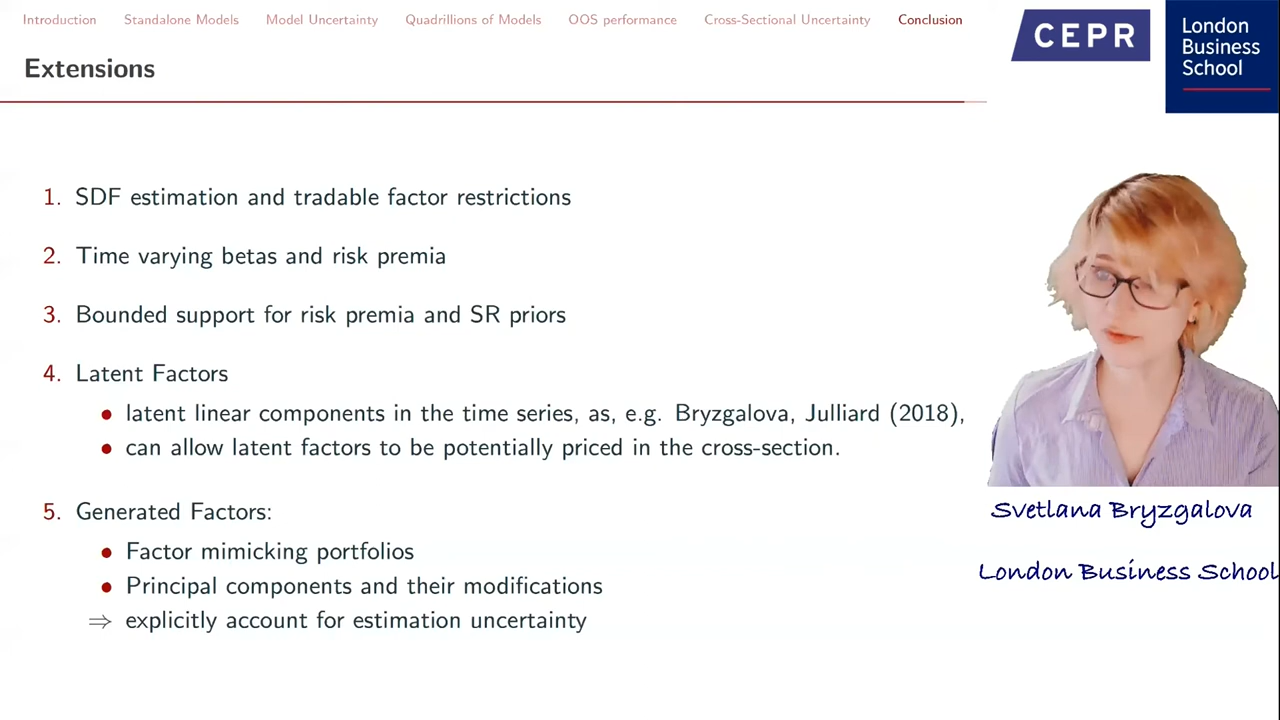 Introduction Standalone Models Model Uncertainty Quadrillions of Models OOS performance Cross-Sectional Uncertainty Conclusion
CEPR
London
Business
School
Extensions
1. SDF estimation and tradable factor restrictions
2. Time varying betas and risk premia
3. Bounded support for risk premia and SR priors
4. Latent Factors
• latent linear components in the time series, as, e.g. Bryzgalova, Julliard (2018),
• can allow latent factors to be potentially priced in the cross-section.
5. Generated Factors:
• Factor mimicking portfolios
• Principal components and their modifications
⇒ explicitly account for estimation uncertainty
Svetlana Bryzgalova
London Business School